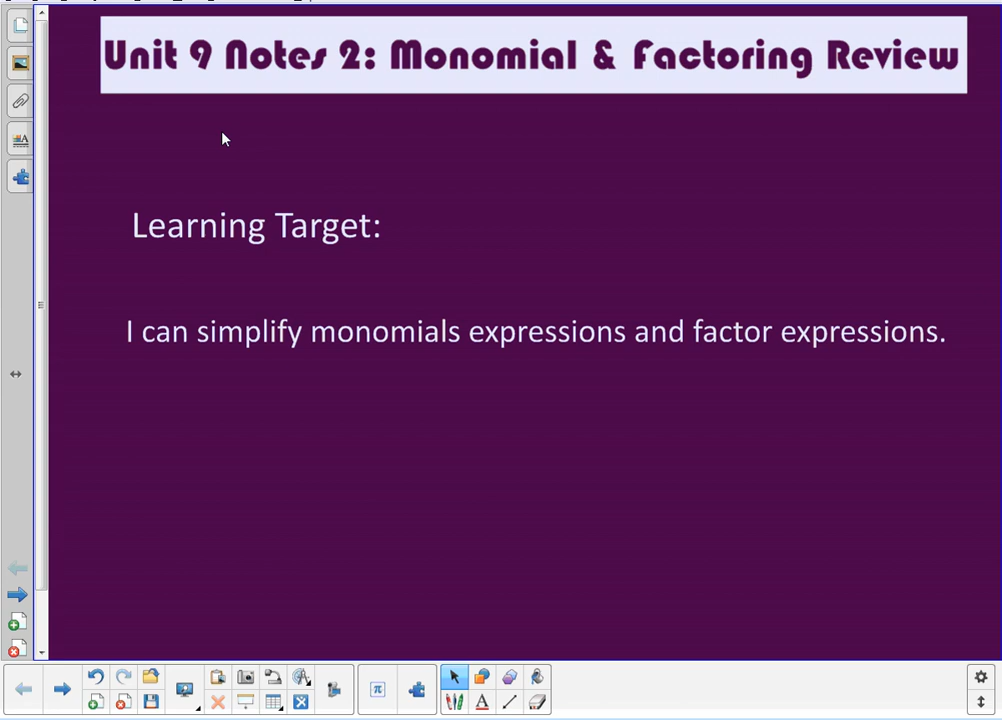 Unit 9 Notes 2: Monomial & Factoring Review
Learning Target:
I can simplify monomials expressions and factor expressions.